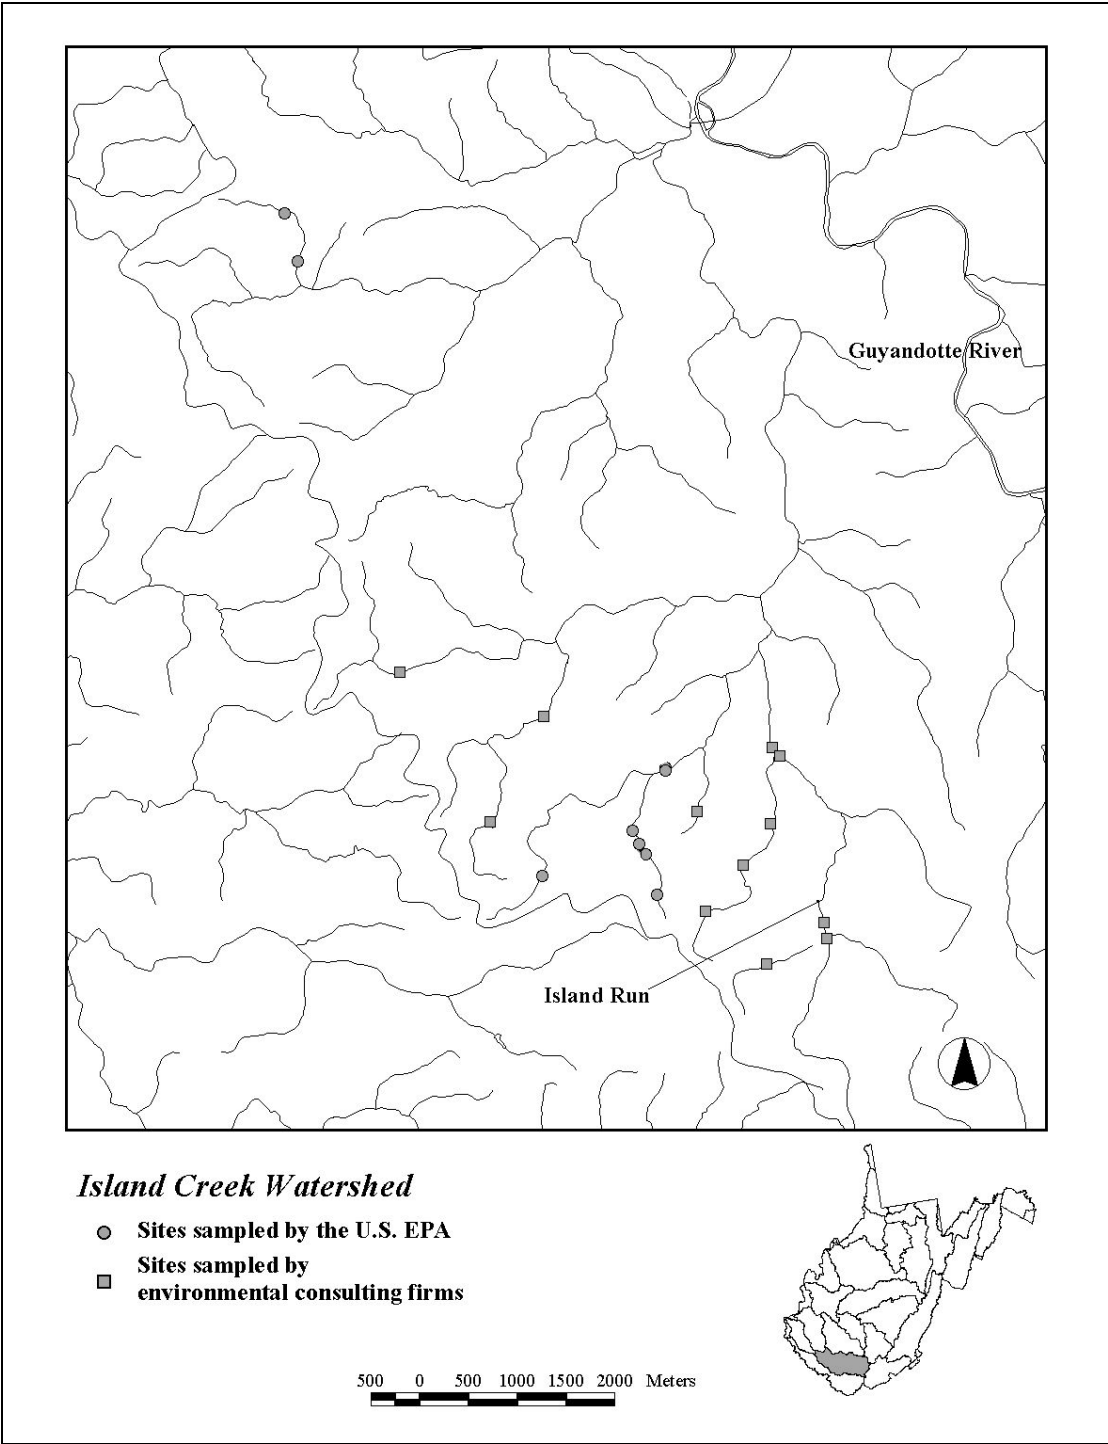 Guyandotte River
Island Run
Island Creek Watershed
Sites sampled by the U.S. EPA
Sites sampled by
environmental consulting firms
500 0 500 1000 1500 2000 Meters